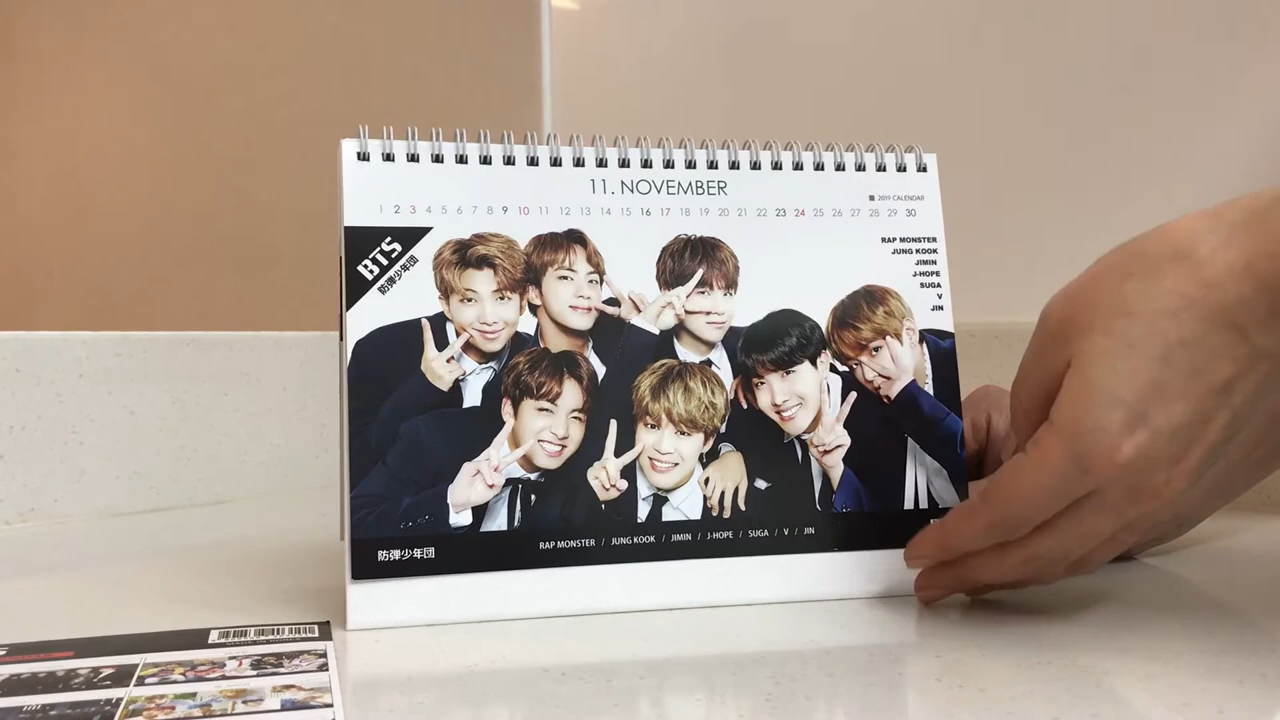 11. NOVEMBER
■ 2019 CALENDAR
1 2 3 4 5 6 7 8 9 10 11 12 13 14 15 16 17 18 19 20 21 22 23 24 25 26 27 28 29 30
BTS
防弾少年団
RAP MONSTER
JUNG KOOK
JIMIN
J-HOPE
SUGA
V
JIN
RAP MONSTER / JUNG KOOK / JIMIN / J-HOPE / SUGA / V / JIN
防弾少年団
MADE IN KOREA